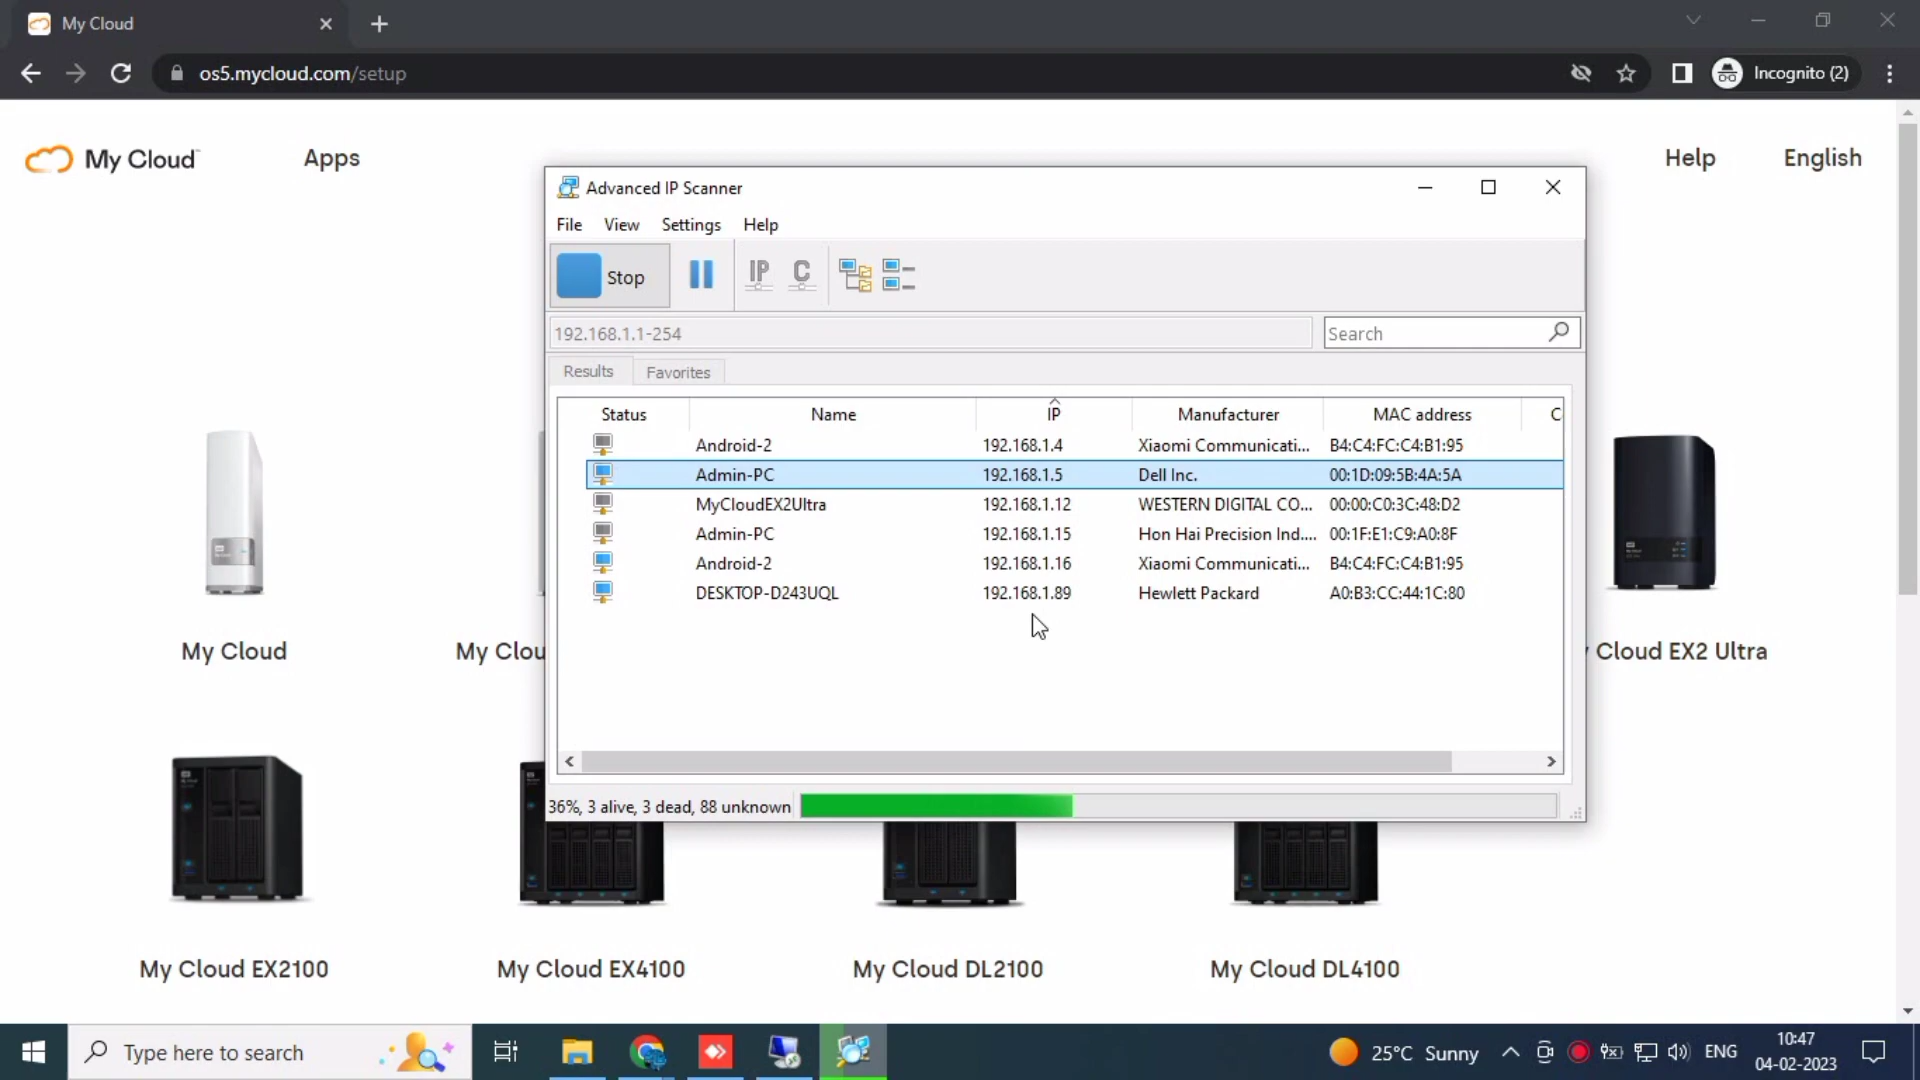 My Cloud
os5.mycloud.com/setup
Incognito (2)
My Cloud
Apps
Help
English
Advanced IP Scanner
File View Settings Help
Stop
IP
C
192.168.1.1-254
Search
Results Favorites
Status Name IP Manufacturer MAC address C
Android-2 192.168.1.4 Xiaomi Communicati... B4:C4:FC:C4:B1:95
Admin-PC 192.168.1.5 Dell Inc. 00:1D:09:5B:4A:5A
MyCloudEX2Ultra 192.168.1.12 WESTERN DIGITAL CO... 00:00:C0:3C:48:D2
Admin-PC 192.168.1.15 Hon Hai Precision Ind.... 00:1F:E1:C9:A0:8F
Android-2 192.168.1.16 Xiaomi Communicati... B4:C4:FC:C4:B1:95
DESKTOP-D243UQL 192.168.1.89 Hewlett Packard A0:B3:CC:44:1C:80
36%, 3 alive, 3 dead, 88 unknown
My Cloud
My Clou
Cloud EX2 Ultra
My Cloud EX2100
My Cloud EX4100
My Cloud DL2100
My Cloud DL4100
Type here to search
25°C Sunny
ENG
10:47
04-02-2023